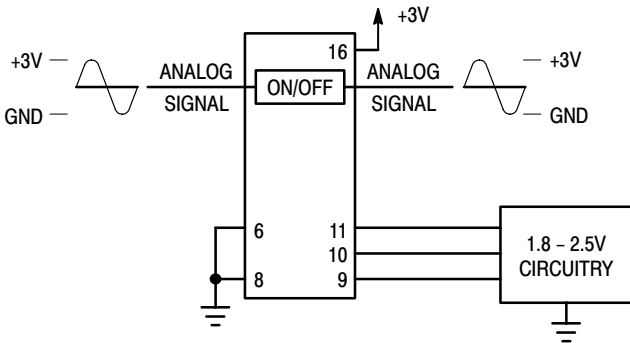 +3V
16
+3V
ANALOG
ON/OFF
ANALOG
+3V
SIGNAL
SIGNAL
GND
GND
6
11
1.8 – 2.5V
10
CIRCUITRY
8
9